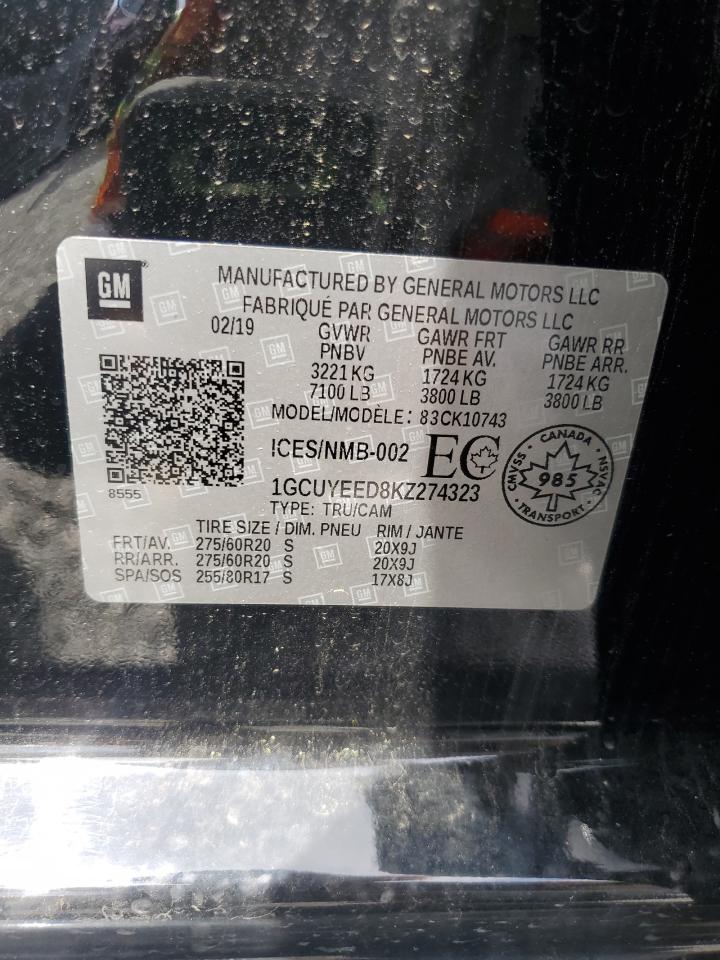 GM
MANUFACTURED BY GENERAL MOTORS LLC
FABRIQUÉ PAR GENERAL MOTORS LLC
02/19 GVWR GAWR FRT GAWR RR
PNBV PNBE AV. PNBE ARR.
3221 KG 1724 KG 1724 KG
7100 LB 3800 LB 3800 LB
MODEL/MODÈLE: 83CK10743
ICES/NMB-002 EC
CANADA
CMVSS 985 NSVAC
TRANSPORT
8555
1GCUYEED8KZ274323
TYPE: TRU/CAM
TIRE SIZE / DIM. PNEU RIM / JANTE
FRT/AV. 275/60R20 S 20X9J
RR/ARR. 275/60R20 S 20X9J
SPA/SOS 255/80R17 S 17X8J